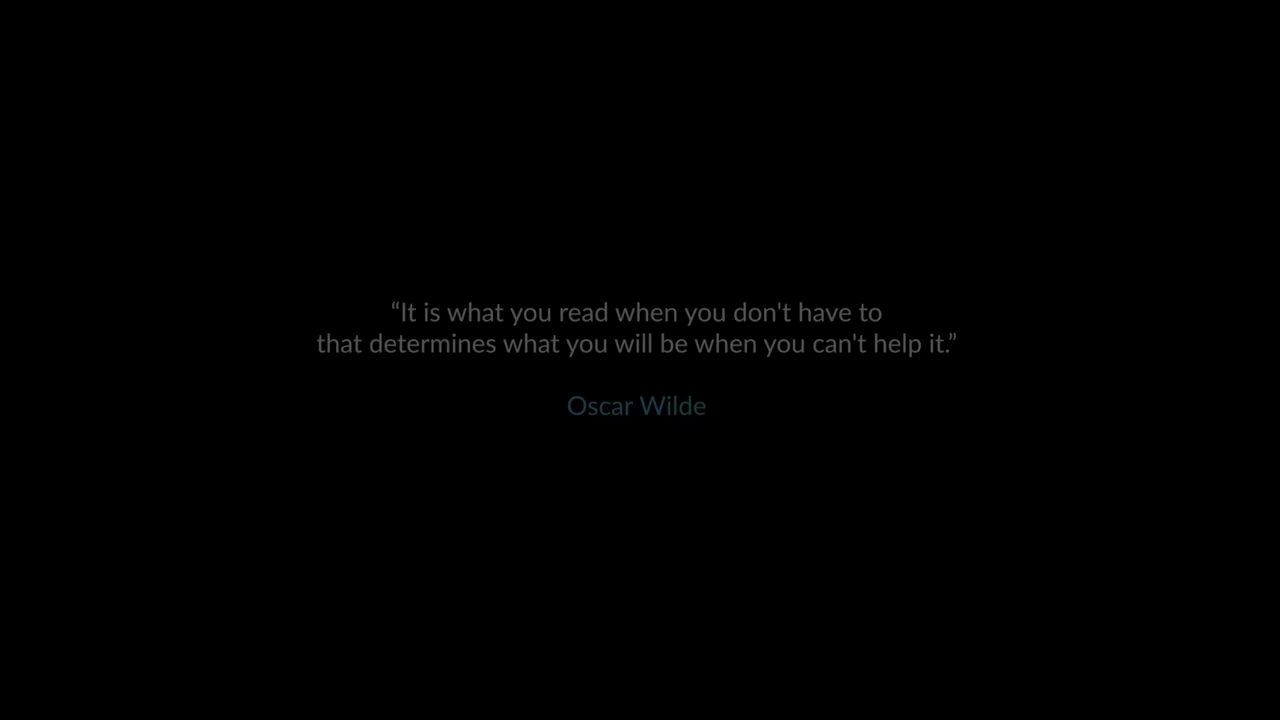 “It is what you read when you don't have to
that determines what you will be when you can't help it.”
Oscar Wilde